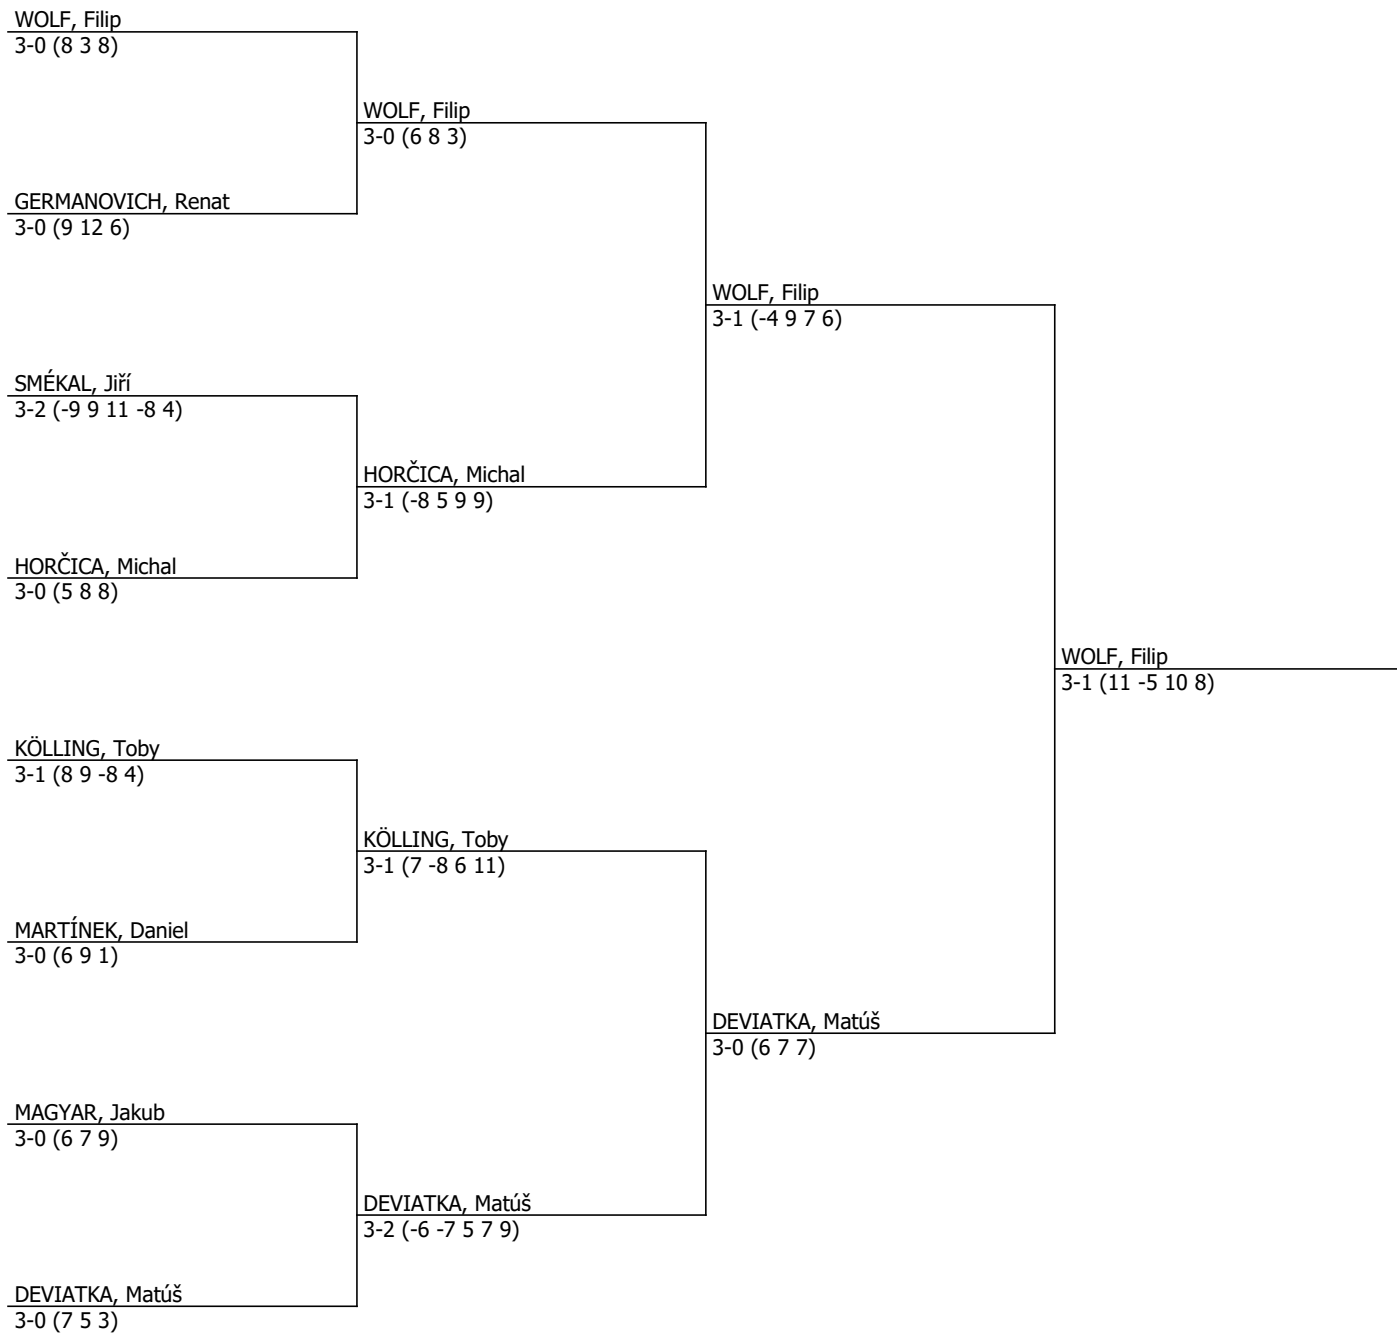 WOLF, Filip
3-0 (8 3 8)
WOLF, Filip
3-0 (6 8 3)
GERMANOVICH, Renat
3-0 (9 12 6)
WOLF, Filip
3-1 (-4 9 7 6)
SMÉKAL, Jiří
3-2 (-9 9 11 -8 4)
HORČICA, Michal
3-1 (-8 5 9 9)
HORČICA, Michal
3-0 (5 8 8)
WOLF, Filip
3-1 (11 -5 10 8)
KÖLLING, Toby
3-1 (8 9 -8 4)
KÖLLING, Toby
3-1 (7 -8 6 11)
MARTÍNEK, Daniel
3-0 (6 9 1)
DEVIATKA, Matúš
3-0 (6 7 7)
MAGYAR, Jakub
3-0 (6 7 9)
DEVIATKA, Matúš
3-2 (-6 -7 5 7 9)
DEVIATKA, Matúš
3-0 (7 5 3)